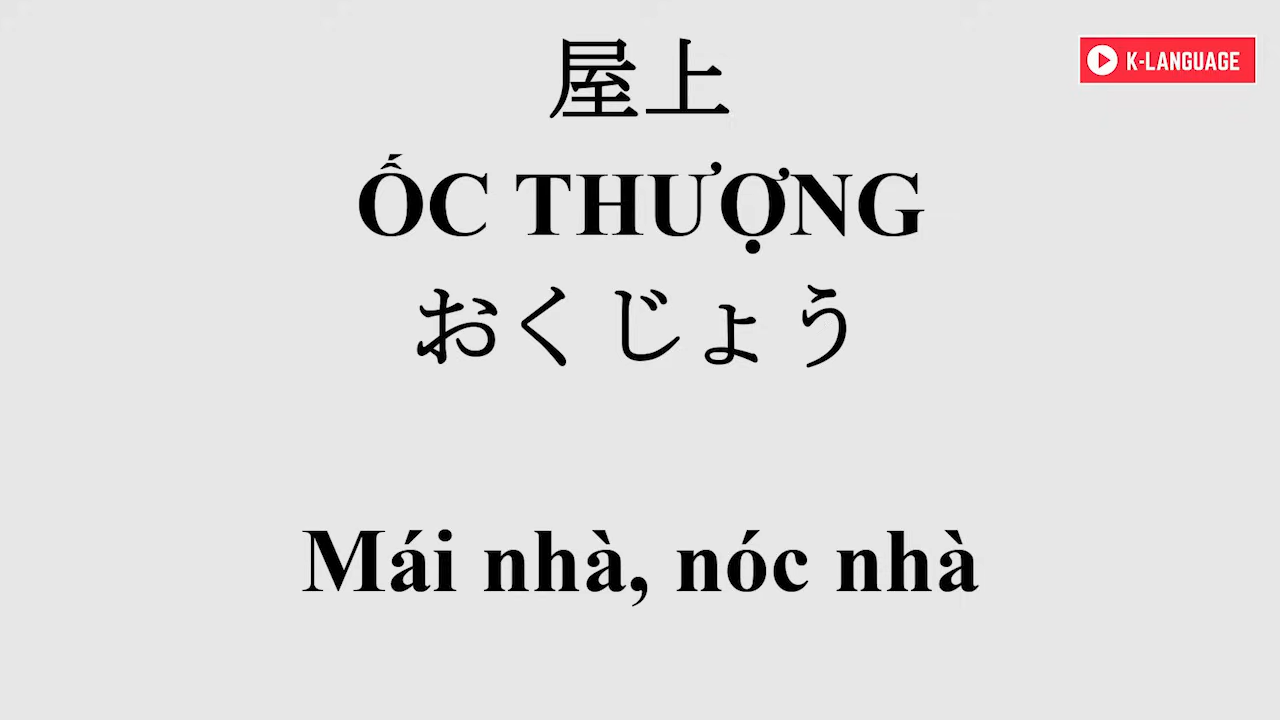 屋上
K-LANGUAGE
ỐC THƯỢNG
おくじょう
Mái nhà, nóc nhà